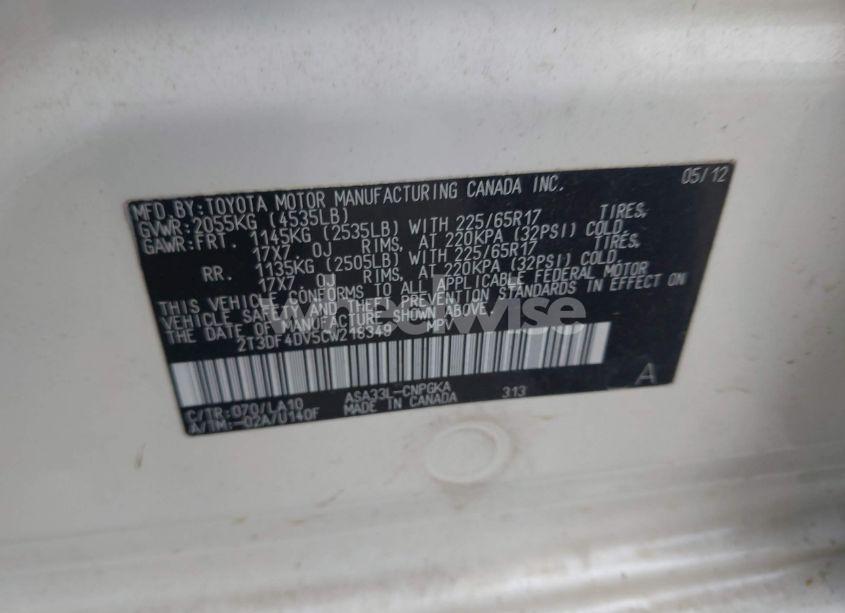 MFD.BY:TOYOTA MOTOR MANUFACTURING CANADA INC. 05/12
GVWR:2055KG (4535LB)
GAWR:FRT. 1145KG (2535LB) WITH 225/65R17 TIRES,
17X7.0J RIMS, AT 220KPA (32PSI) COLD.
RR. 1135KG (2505LB) WITH 225/65R17 TIRES,
17X7.0J RIMS, AT 220KPA (32PSI) COLD.
THIS VEHICLE CONFORMS TO ALL APPLICABLE FEDERAL MOTOR
VEHICLE SAFETY AND THEFT PREVENTION STANDARDS IN EFFECT ON
THE DATE OF MANUFACTURE SHOWN ABOVE.
2T3DF4DV5CW218349 MPV
wheelwise
C/TR:070/LA10 ASA33L-CNPGKA 313 A
A/TM:-02A/U140F MADE IN CANADA